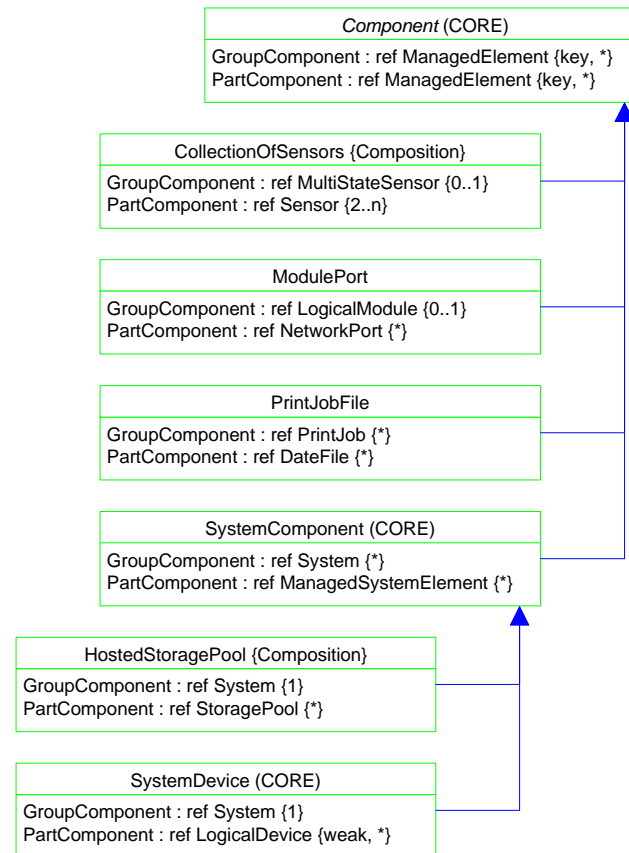 Component (CORE)
GroupComponent : ref ManagedElement {key, *}
PartComponent : ref ManagedElement {key, *}
CollectionOfSensors {Composition}
GroupComponent : ref MultiStateSensor {0..1}
PartComponent : ref Sensor {2..n}
ModulePort
GroupComponent : ref LogicalModule {0..1}
PartComponent : ref NetworkPort {*}
PrintJobFile
GroupComponent : ref PrintJob {*}
PartComponent : ref DateFile {*}
SystemComponent (CORE)
GroupComponent : ref System {*}
PartComponent : ref ManagedSystemElement {*}
HostedStoragePool {Composition}
GroupComponent : ref System {1}
PartComponent : ref StoragePool {*}
SystemDevice (CORE)
GroupComponent : ref System {1}
PartComponent : ref LogicalDevice {weak, *}